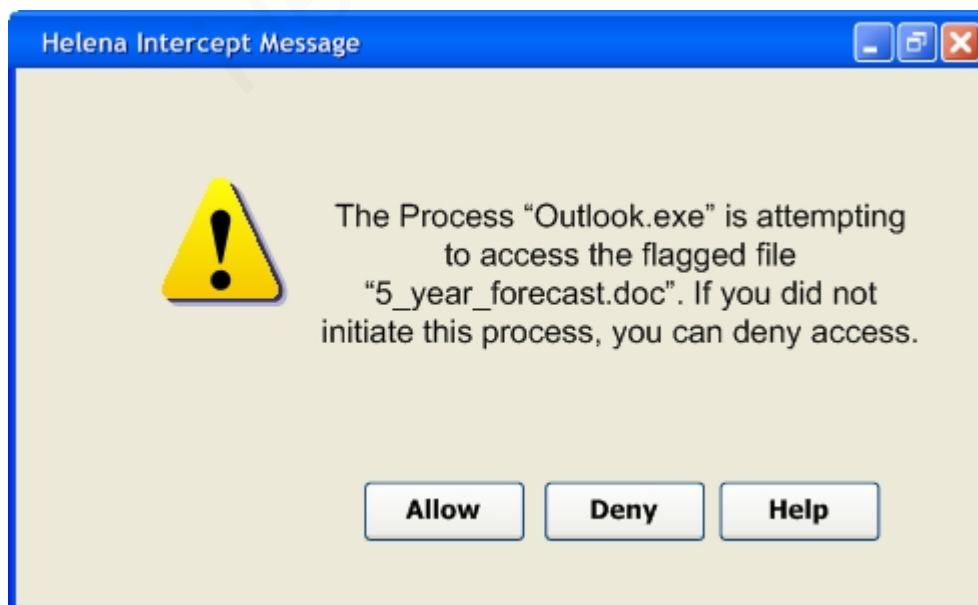 Helena Intercept Message
The Process “Outlook.exe” is attempting
to access the flagged file
“5_year_forecast.doc”. If you did not
initiate this process, you can deny access.
Allow Deny Help